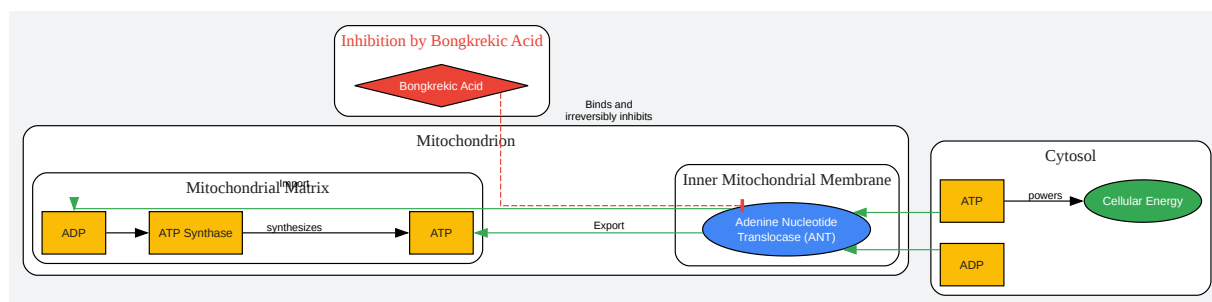 Inhibition by Bongkrekic Acid
Bongkrekic Acid
Binds and
irreversibly inhibits
Mitochondrion
Mitochondrial Matrix
Import
ADP
ATP Synthase
synthesizes
ATP
Export
Inner Mitochondrial Membrane
Adenine Nucleotide
Translocase (ANT)
Cytosol
ATP
powers
Cellular Energy
ADP